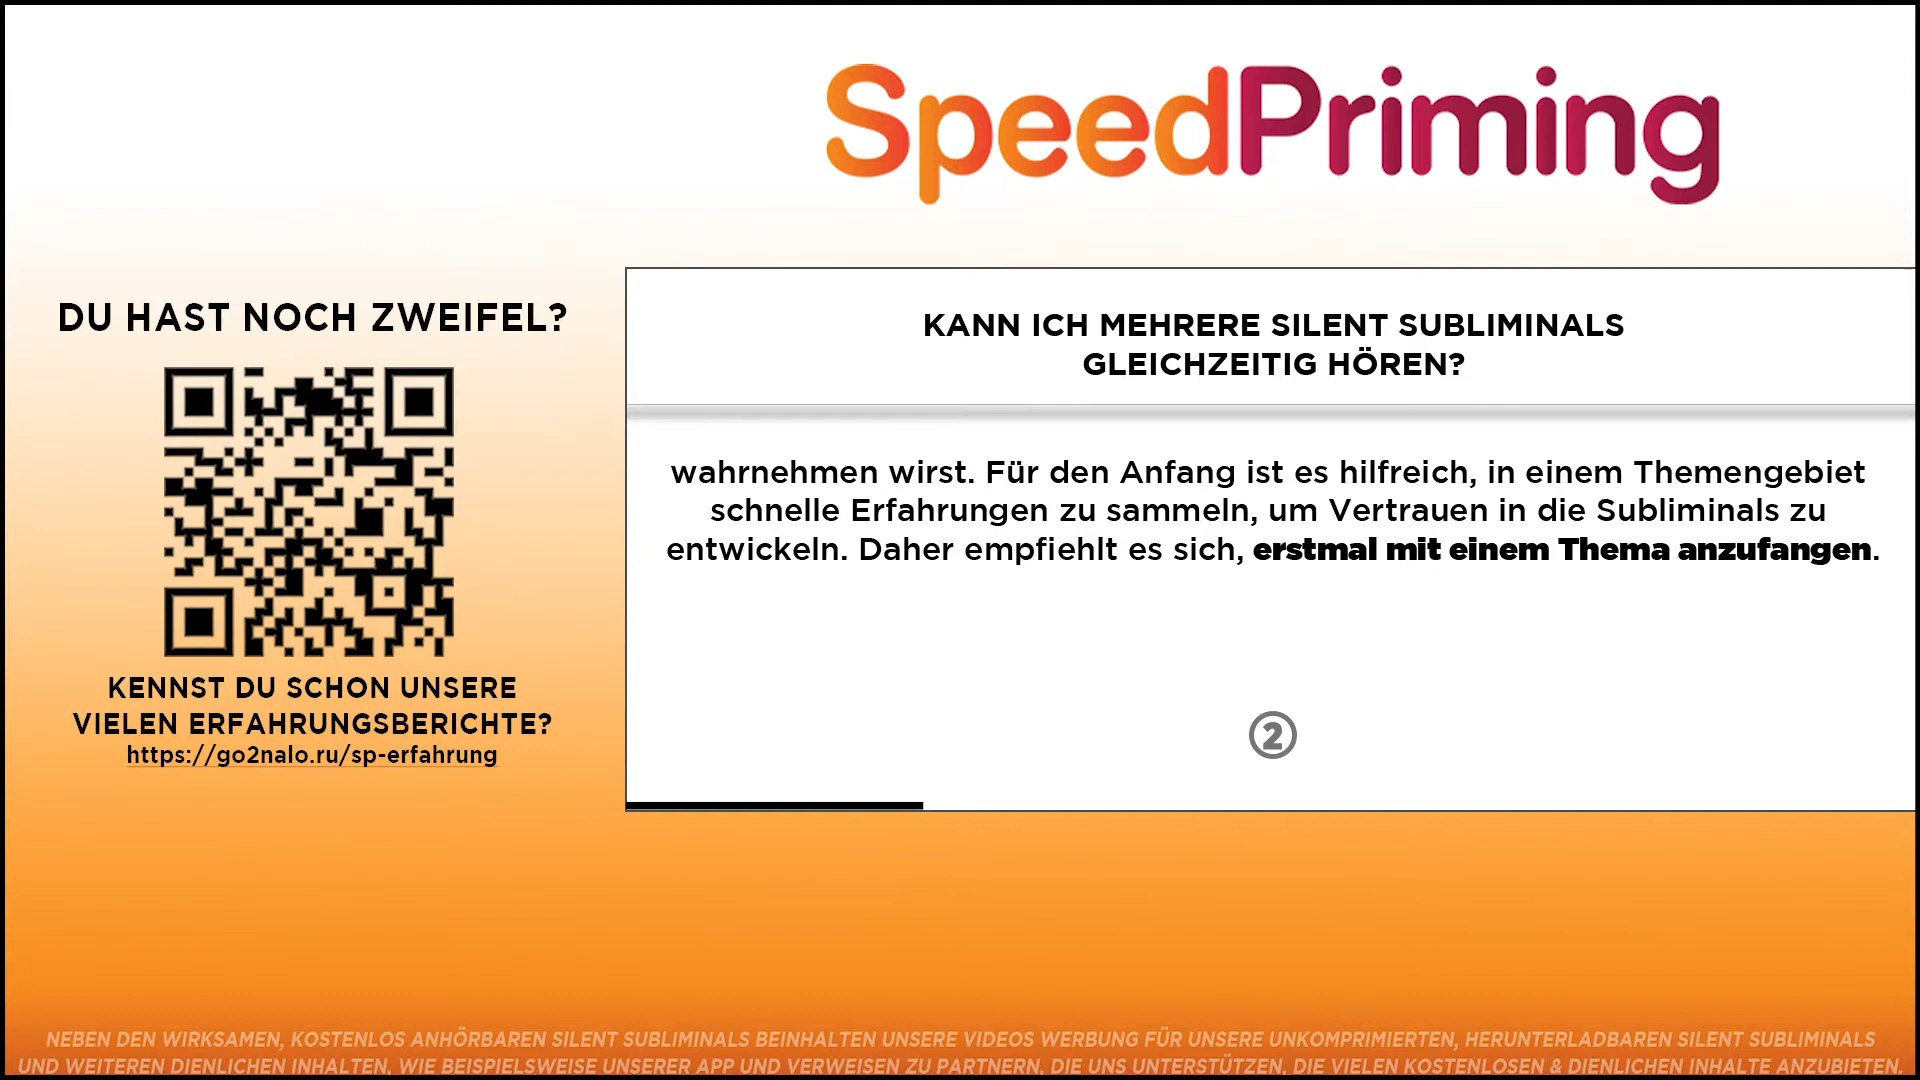 SpeedPriming
DU HAST NOCH ZWEIFEL?
KENNST DU SCHON UNSERE
VIELEN ERFAHRUNGSBERICHTE?
https://go2nalo.ru/sp-erfahrung
KANN ICH MEHRERE SILENT SUBLIMINALS
GLEICHZEITIG HÖREN?
wahrnehmen wirst. Für den Anfang ist es hilfreich, in einem Themengebiet
schnelle Erfahrungen zu sammeln, um Vertrauen in die Subliminals zu
entwickeln. Daher empfiehlt es sich, erstmal mit einem Thema anzufangen.
2
NEBEN DEN WIRKSAMEN, KOSTENLOS ANHÖRBAREN SILENT SUBLIMINALS BEINHALTEN UNSERE VIDEOS WERBUNG FÜR UNSERE UNKOMPRIMIERTEN, HERUNTERLADBAREN SILENT SUBLIMINALS
UND WEITEREN DIENLICHEN INHALTEN, WIE BEISPIELSWEISE UNSERER APP UND VERWEISEN ZU PARTNERN, DIE UNS UNTERSTÜTZEN, DIE VIELEN KOSTENLOSEN & DIENLICHEN INHALTE ANZUBIETEN.